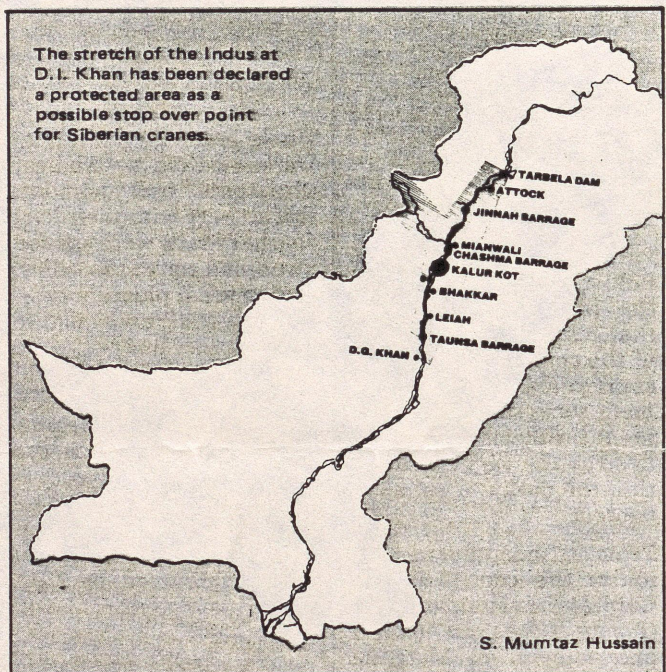 The stretch of the Indus at
D.I. Khan has been declared
a protected area as a
possible stop over point
for Siberian cranes.
TARBELA DAM
ATTOCK
JINNAH BARRAGE
MIANWALI
CHASHMA BARRAGE
KALUR KOT
BHAKKAR
LEIAH
TAUNSA BARRAGE
D.G. KHAN
S. Mumtaz Hussain